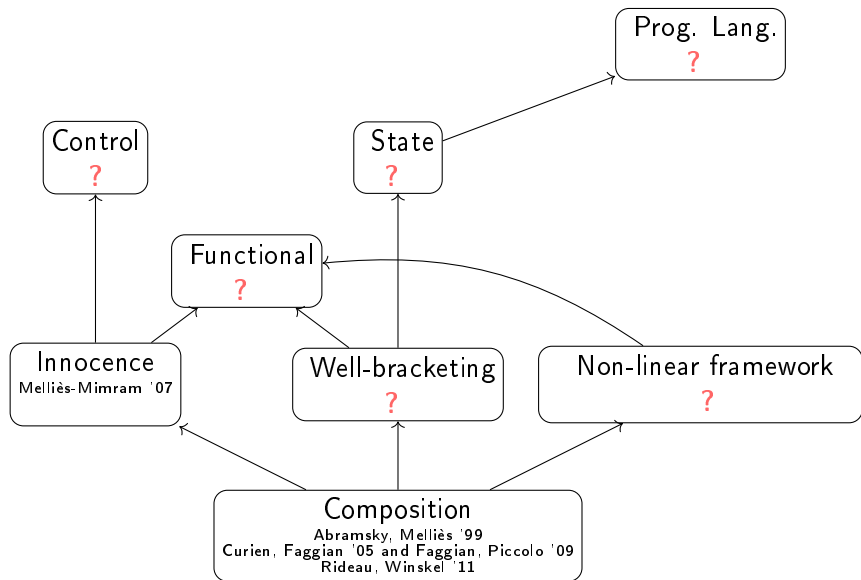 Prog. Lang.
?
Control
?
State
?
Functional
?
Innocence
Melliès-Mimram '07
Well-bracketing
?
Non-linear framework
?
Composition
Abramsky, Melliès '99
Curien, Faggian '05 and Faggian, Piccolo '09
Rideau, Winskel '11